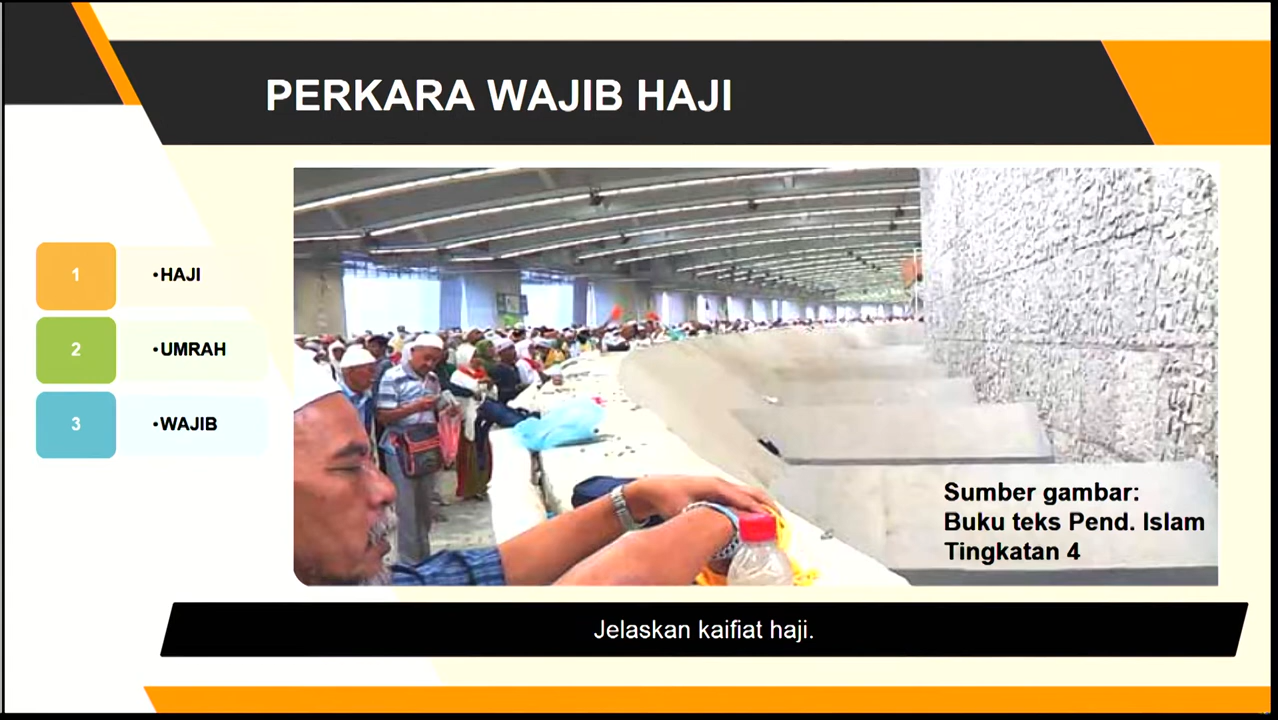 PERKARA WAJIB HAJI
1
•HAJI
2
•UMRAH
3
•WAJIB
Sumber gambar:
Buku teks Pend. Islam
Tingkatan 4
Jelaskan kaifiat haji.